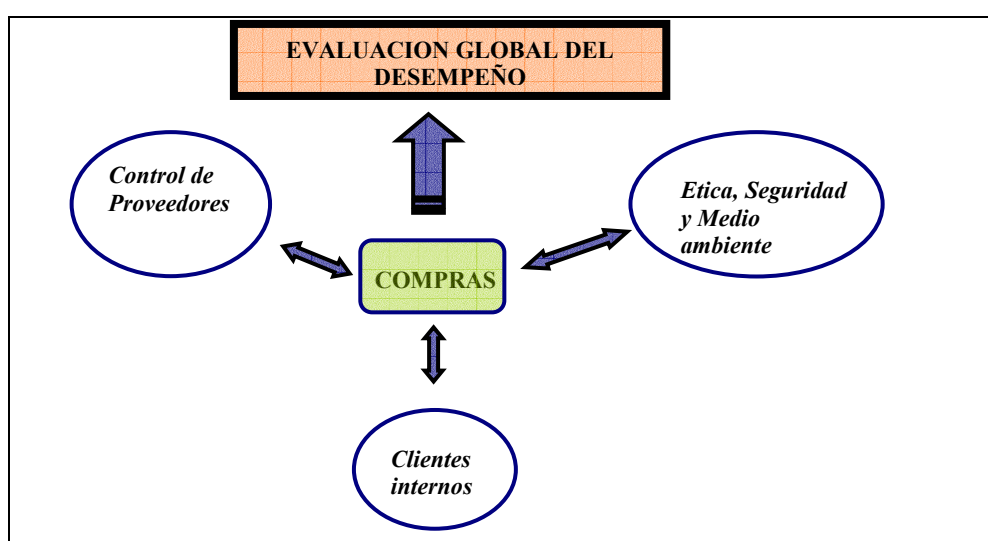 EVALUACION GLOBAL DEL
DESEMPEÑO
Control de
Proveedores
Etica, Seguridad
y Medio
ambiente
COMPRAS
Clientes
internos